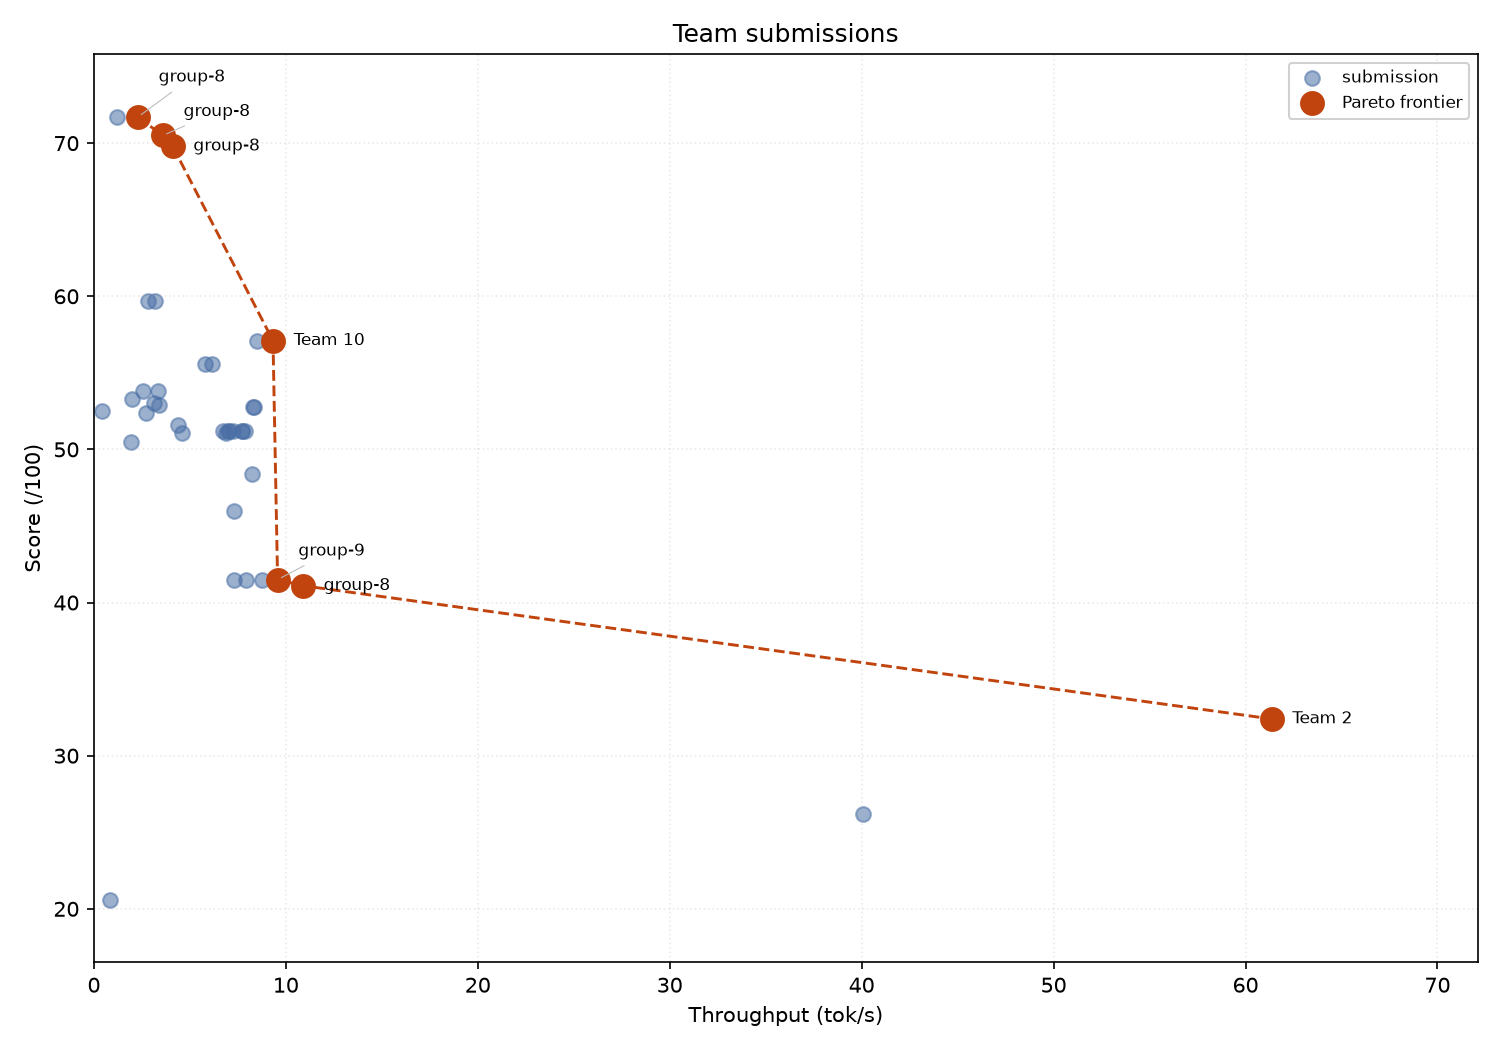 Team submissions
submission
Pareto frontier
group-8
group-8
group-8
Team 10
group-9
group-8
Team 2
Score (/100)
70
60
50
40
30
20
0 10 20 30 40 50 60 70
Throughput (tok/s)